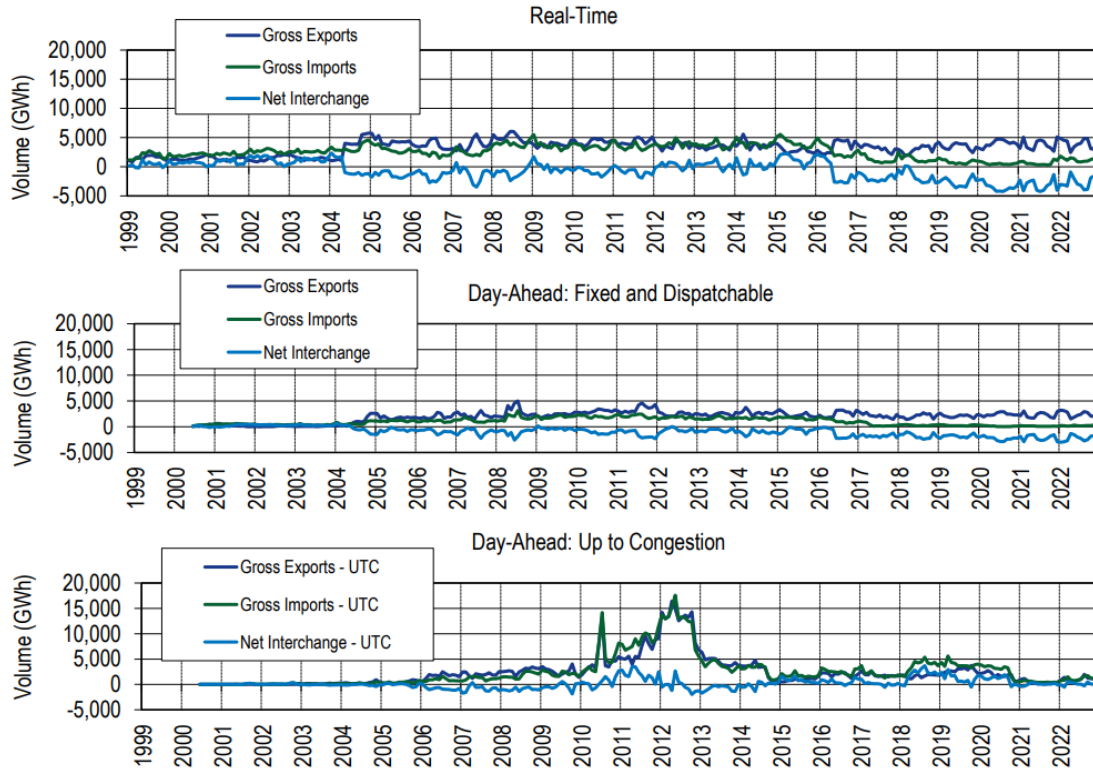 Real-Time
Gross Exports
Gross Imports
Net Interchange
Volume (GWh)
20,000
15,000
10,000
5,000
0
-5,000
1999 2000 2001 2002 2003 2004 2005 2006 2007 2008 2009 2010 2011 2012 2013 2014 2015 2016 2017 2018 2019 2020 2021 2022
Day-Ahead: Fixed and Dispatchable
Gross Exports
Gross Imports
Net Interchange
Volume (GWh)
20,000
15,000
10,000
5,000
0
-5,000
1999 2000 2001 2002 2003 2004 2005 2006 2007 2008 2009 2010 2011 2012 2013 2014 2015 2016 2017 2018 2019 2020 2021 2022
Day-Ahead: Up to Congestion
Gross Exports - UTC
Gross Imports - UTC
Net Interchange - UTC
Volume (GWh)
20,000
15,000
10,000
5,000
0
-5,000
1999 2000 2001 2002 2003 2004 2005 2006 2007 2008 2009 2010 2011 2012 2013 2014 2015 2016 2017 2018 2019 2020 2021 2022